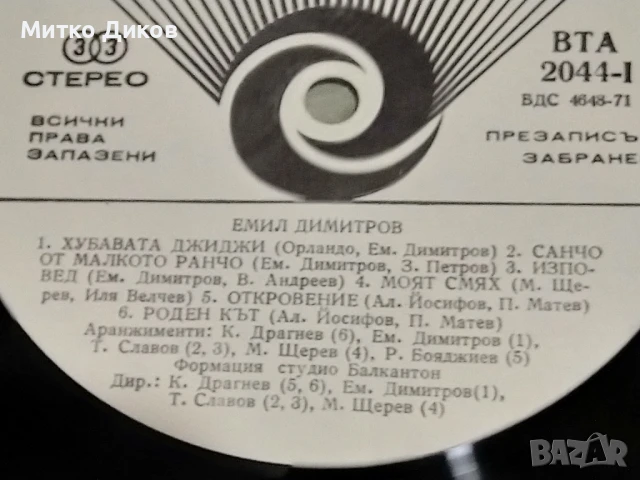 Митко Диков
33
СТЕРЕО
ВСИЧКИ
ПРАВА
ЗАПАЗЕНИ
ВТА
2044-I
БДС 4648-71
ПРЕЗАПИСЪ
ЗАБРАНЕ
ЕМИЛ ДИМИТРОВ
1. ХУБАВАТА ДЖИДЖИ (Орландо, Ем. Димитров) 2. САНЧО
ОТ МАЛКОТО РАНЧО (Ем. Димитров, З. Петров) 3. ИЗПО-
ВЕД (Ем. Димитров, В. Андреев) 4. МОЯТ СМЯХ (М. Ще-
рев, Иля Велчев) 5. ОТКРОВЕНИЕ (Ал. Йосифов, П. Матев)
6. РОДЕН КЪТ (Ал. Йосифов, П. Матев)
Аранжименти: К. Драгнев (6), Ем. Димитров (1),
Т. Славов (2, 3), М. Щерев (4), Р. Бояджиев (5)
Формация студио Балкантон
Дир.: К. Драгнев (5, 6), Ем. Димитров(1),
Т. Славов (2, 3), М. Щерев (4)
BAZAR